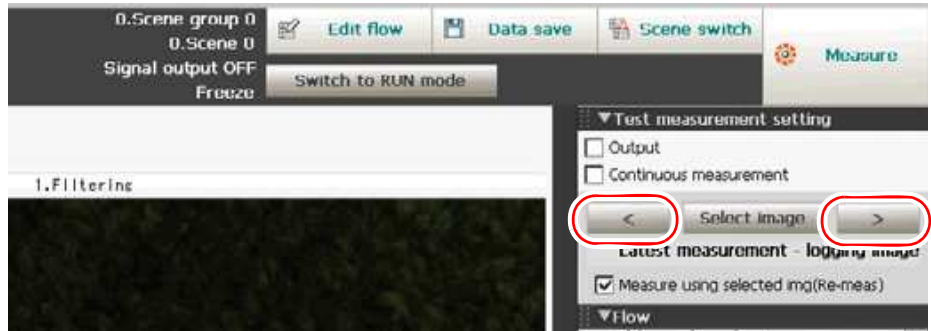 0.Scene group 0
0.Scene 0
Signal output OFF
Freeze
Edit flow
Data save
Scene switch
Measure
Switch to RUN mode
▼Test measurement setting
Output
Continuous measurement
1.Filtering
< Select image >
Latest measurement - logging image
Measure using selected img(Re-meas)
▼Flow